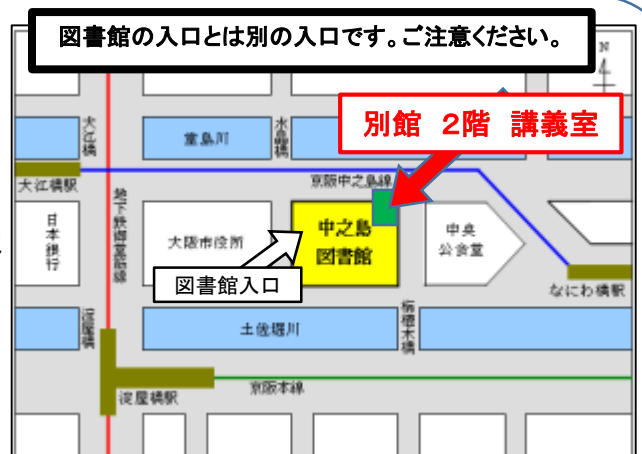 図書館の入口とは別の入口です。ご注意ください。
N
別館 2階 講義室
大江橋
堂島川
水晶橋
大江橋駅
京阪中之島線
地下鉄御堂筋線
日本銀行
大阪市役所
中之島
図書館
中央
公会堂
図書館入口
なにわ橋駅
淀屋橋
土佐堀川
栴檀木橋
京阪本線
淀屋橋駅